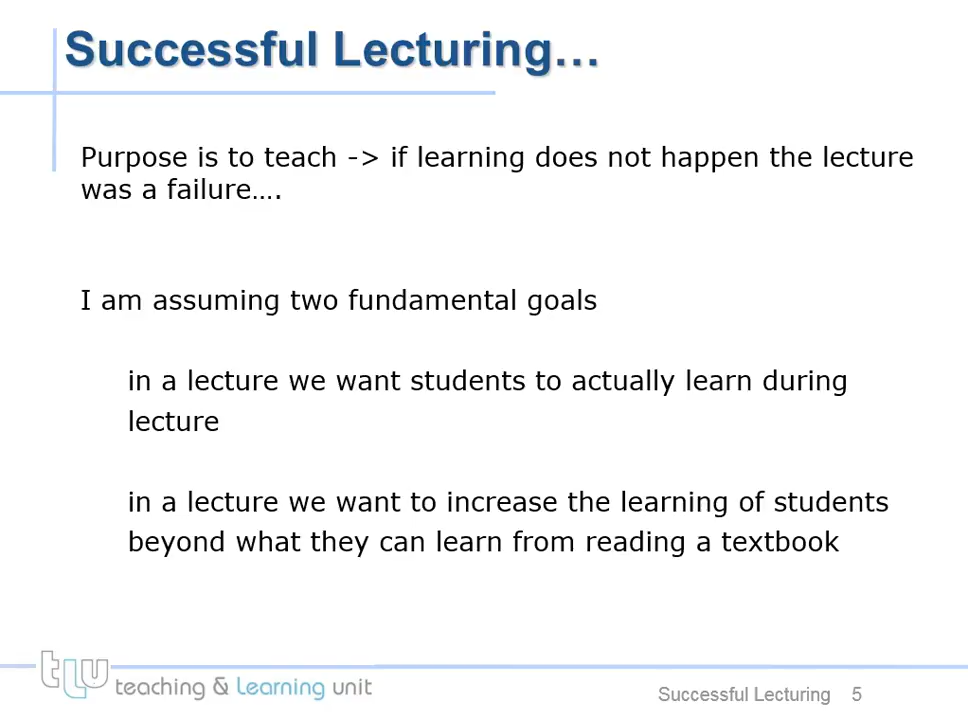 Successful Lecturing...
Purpose is to teach -> if learning does not happen the lecture
was a failure....
I am assuming two fundamental goals
in a lecture we want students to actually learn during
lecture
in a lecture we want to increase the learning of students
beyond what they can learn from reading a textbook
tLU teaching & Learning unit
Successful Lecturing 5